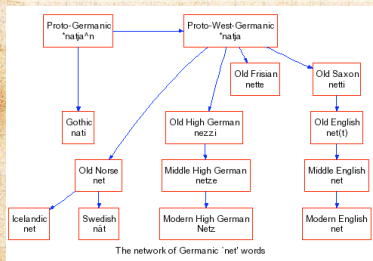 Proto-Germanic
*natja^n
Proto-West-Germanic
*natja
Old Frisian
nette
Old Saxon
netti
Gothic
nati
Old High German
nezzi
Old English
net(t)
Old Norse
net
Middle High German
netze
Middle English
net
Icelandic
net
Swedish
nät
Modern High German
Netz
Modern English
net
The network of Germanic `net' words